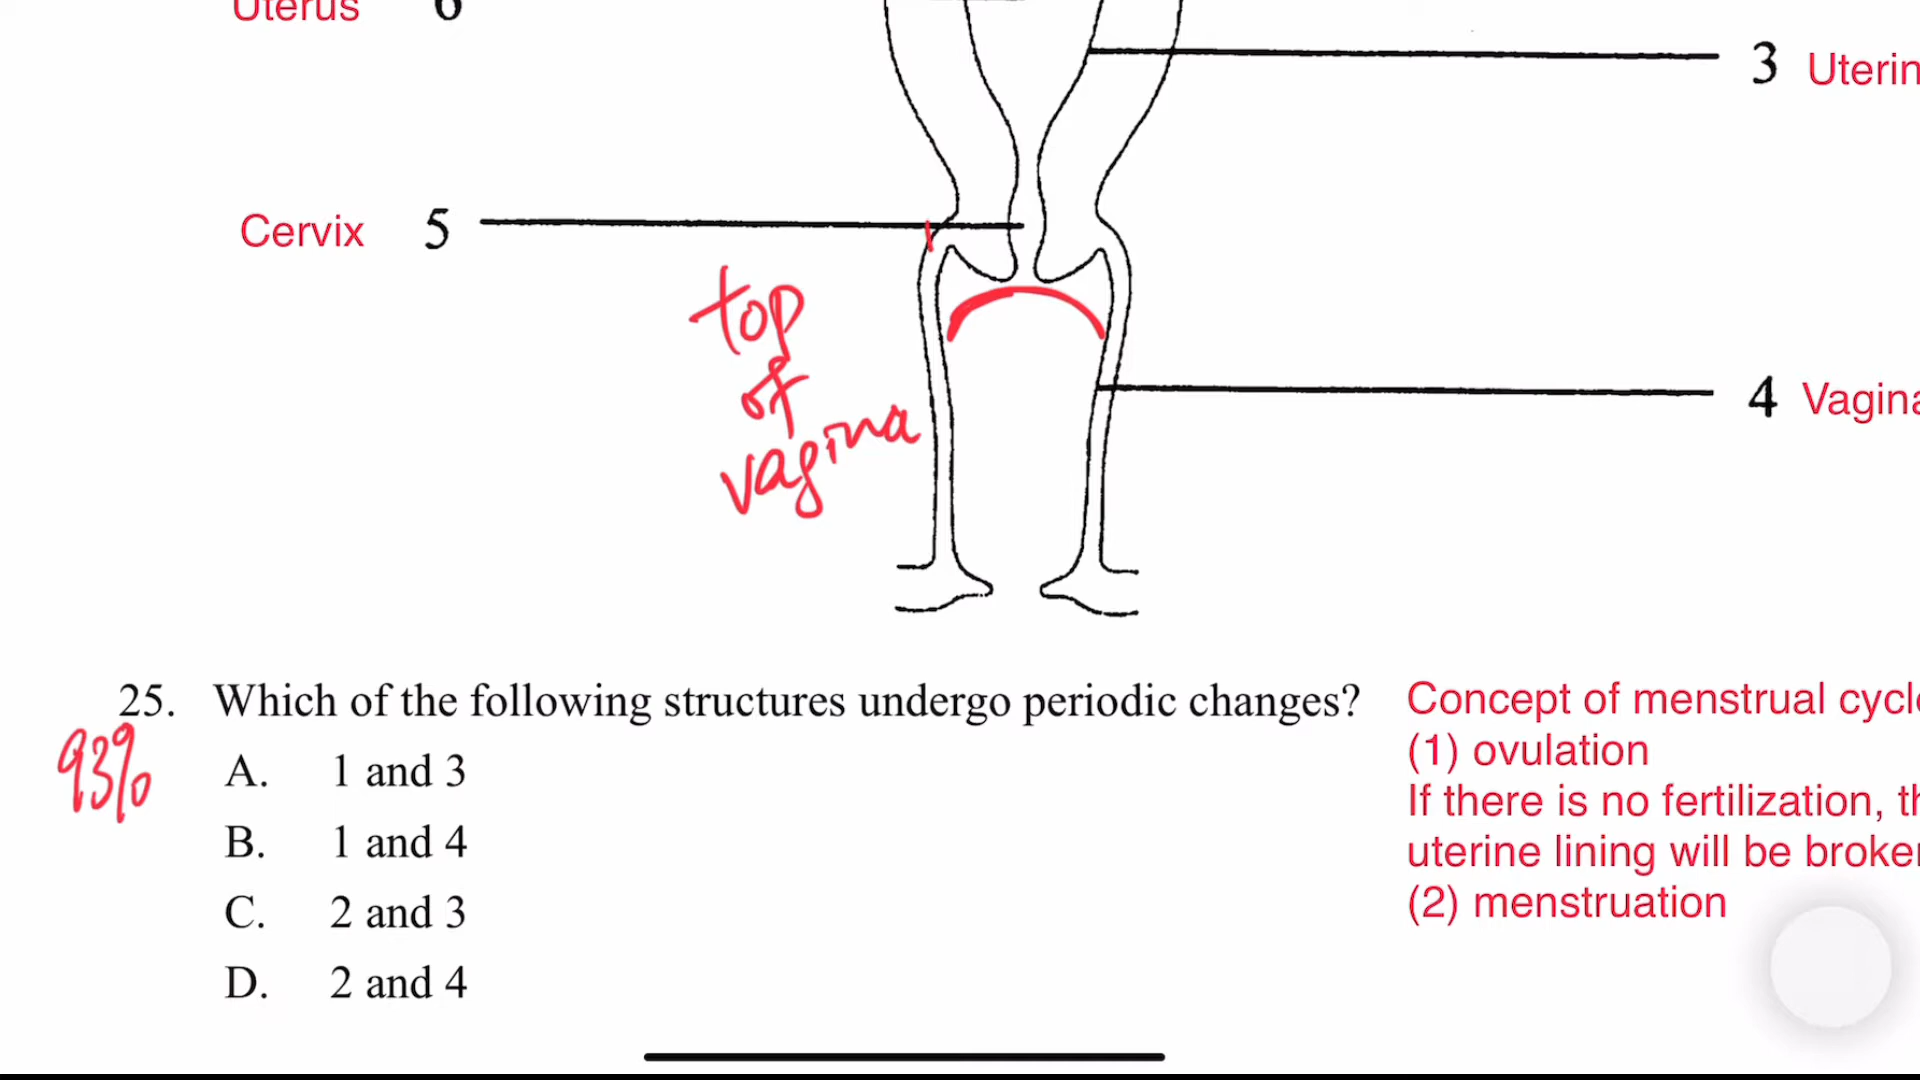 Uterus 6
3 Uterin
Cervix 5
top
of
vagina
4 Vagina
25. Which of the following structures undergo periodic changes?
93%
A. 1 and 3
B. 1 and 4
C. 2 and 3
D. 2 and 4
Concept of menstrual cycle
(1) ovulation
If there is no fertilization, th
uterine lining will be broken
(2) menstruation